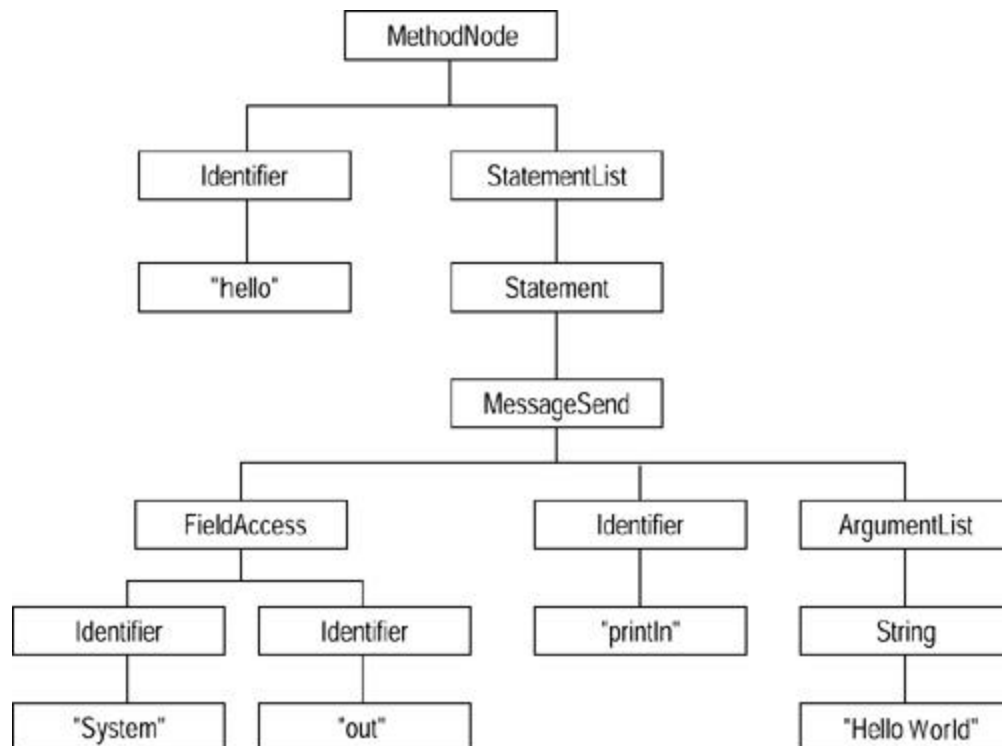 MethodNode
Identifier
StatementList
"hello"
Statement
MessageSend
FieldAccess
Identifier
ArgumentList
Identifier
Identifier
"println"
String
"System"
"out"
"Hello World"